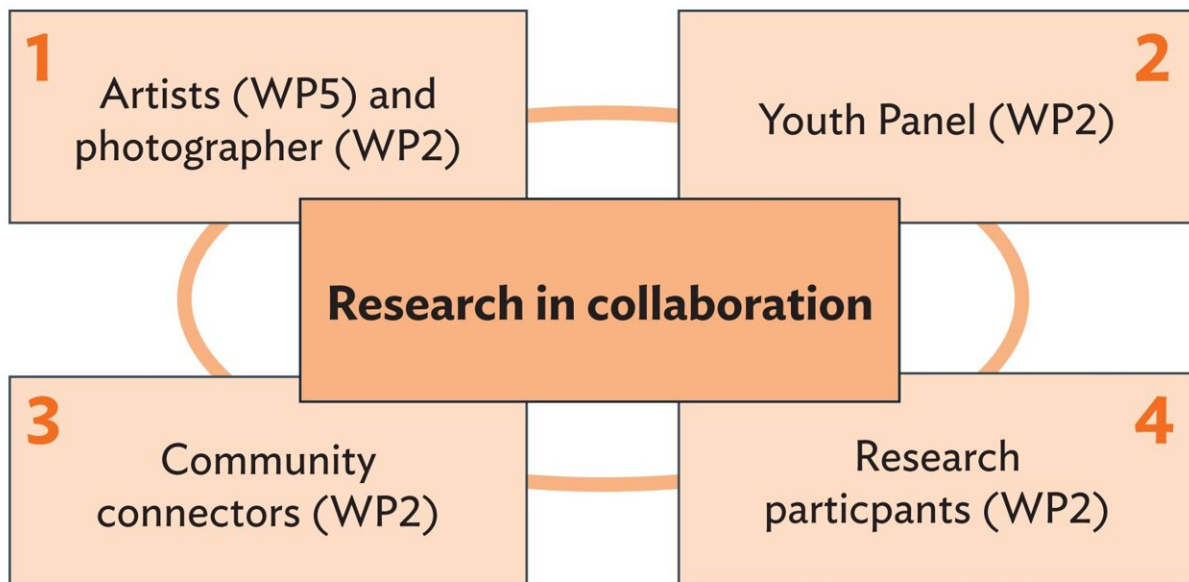 1
Artists (WP5) and
photographer (WP2)
2
Youth Panel (WP2)
Research in collaboration
3
Community
connectors (WP2)
4
Research
particpants (WP2)